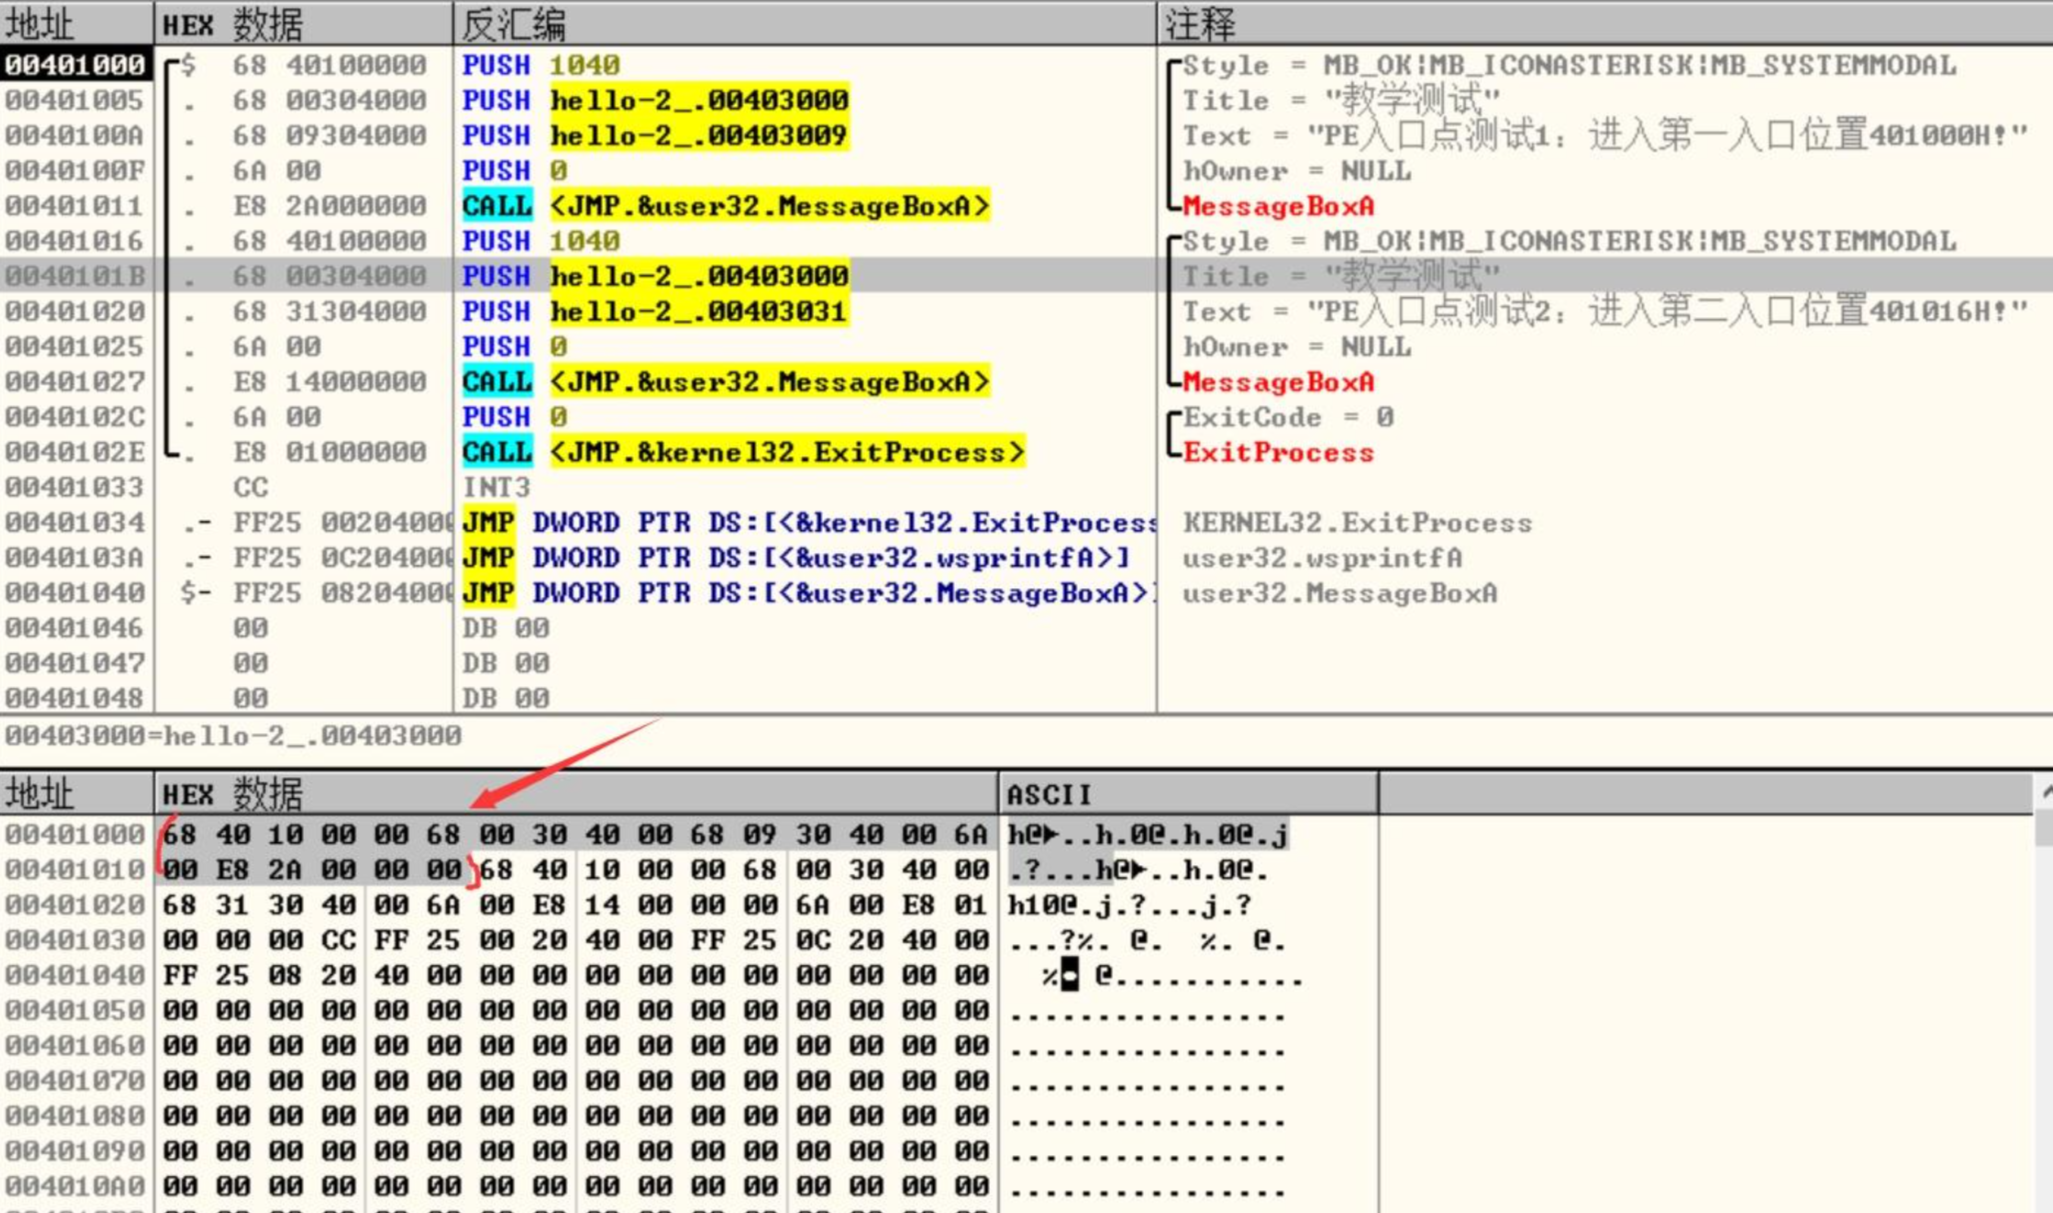 地址 HEX 数据 反汇编 注释
00401000 $ 68 40100000 PUSH 1040 Style = MB_OK|MB_ICONASTERISK|MB_SYSTEMMODAL
00401005 . 68 00304000 PUSH hello-2_.00403000 Title = "教学测试"
0040100A . 68 09304000 PUSH hello-2_.00403009 Text = "PE入口点测试1：进入第一入口位置401000H!"
0040100F . 6A 00 PUSH 0 hOwner = NULL
00401011 . E8 2A000000 CALL <JMP.&user32.MessageBoxA> MessageBoxA
00401016 . 68 40100000 PUSH 1040 Style = MB_OK|MB_ICONASTERISK|MB_SYSTEMMODAL
0040101B . 68 00304000 PUSH hello-2_.00403000 Title = "教学测试"
00401020 . 68 31304000 PUSH hello-2_.00403031 Text = "PE入口点测试2：进入第二入口位置401016H!"
00401025 . 6A 00 PUSH 0 hOwner = NULL
00401027 . E8 14000000 CALL <JMP.&user32.MessageBoxA> MessageBoxA
0040102C . 6A 00 PUSH 0 ExitCode = 0
0040102E . E8 01000000 CALL <JMP.&kernel32.ExitProcess> ExitProcess
00401033 CC INT3
00401034 .- FF25 0020400 JMP DWORD PTR DS:[<&kernel32.ExitProcess KERNEL32.ExitProcess
0040103A .- FF25 0C20400 JMP DWORD PTR DS:[<&user32.wsprintfA>] user32.wsprintfA
00401040 $- FF25 0820400 JMP DWORD PTR DS:[<&user32.MessageBoxA>] user32.MessageBoxA
00401046 00 DB 00
00401047 00 DB 00
00401048 00 DB 00
00403000=hello-2_.00403000
地址 HEX 数据 ASCII
00401000 68 40 10 00 00 68 00 30 40 00 68 09 30 40 00 6A h@►..h.0@.h.0@.j
00401010 00 E8 2A 00 00 00 68 40 10 00 00 68 00 30 40 00 .?...h@►..h.0@.
00401020 68 31 30 40 00 6A 00 E8 14 00 00 00 6A 00 E8 01 h10@.j.?...j.?
00401030 00 00 00 CC FF 25 00 20 40 00 FF 25 0C 20 40 00 ...?%. @. %. @.
00401040 FF 25 08 20 40 00 00 00 00 00 00 00 00 00 00 00 %◘ @...........
00401050 00 00 00 00 00 00 00 00 00 00 00 00 00 00 00 00 ................
00401060 00 00 00 00 00 00 00 00 00 00 00 00 00 00 00 00 ................
00401070 00 00 00 00 00 00 00 00 00 00 00 00 00 00 00 00 ................
00401080 00 00 00 00 00 00 00 00 00 00 00 00 00 00 00 00 ................
00401090 00 00 00 00 00 00 00 00 00 00 00 00 00 00 00 00 ................
004010A0 00 00 00 00 00 00 00 00 00 00 00 00 00 00 00 00 ................